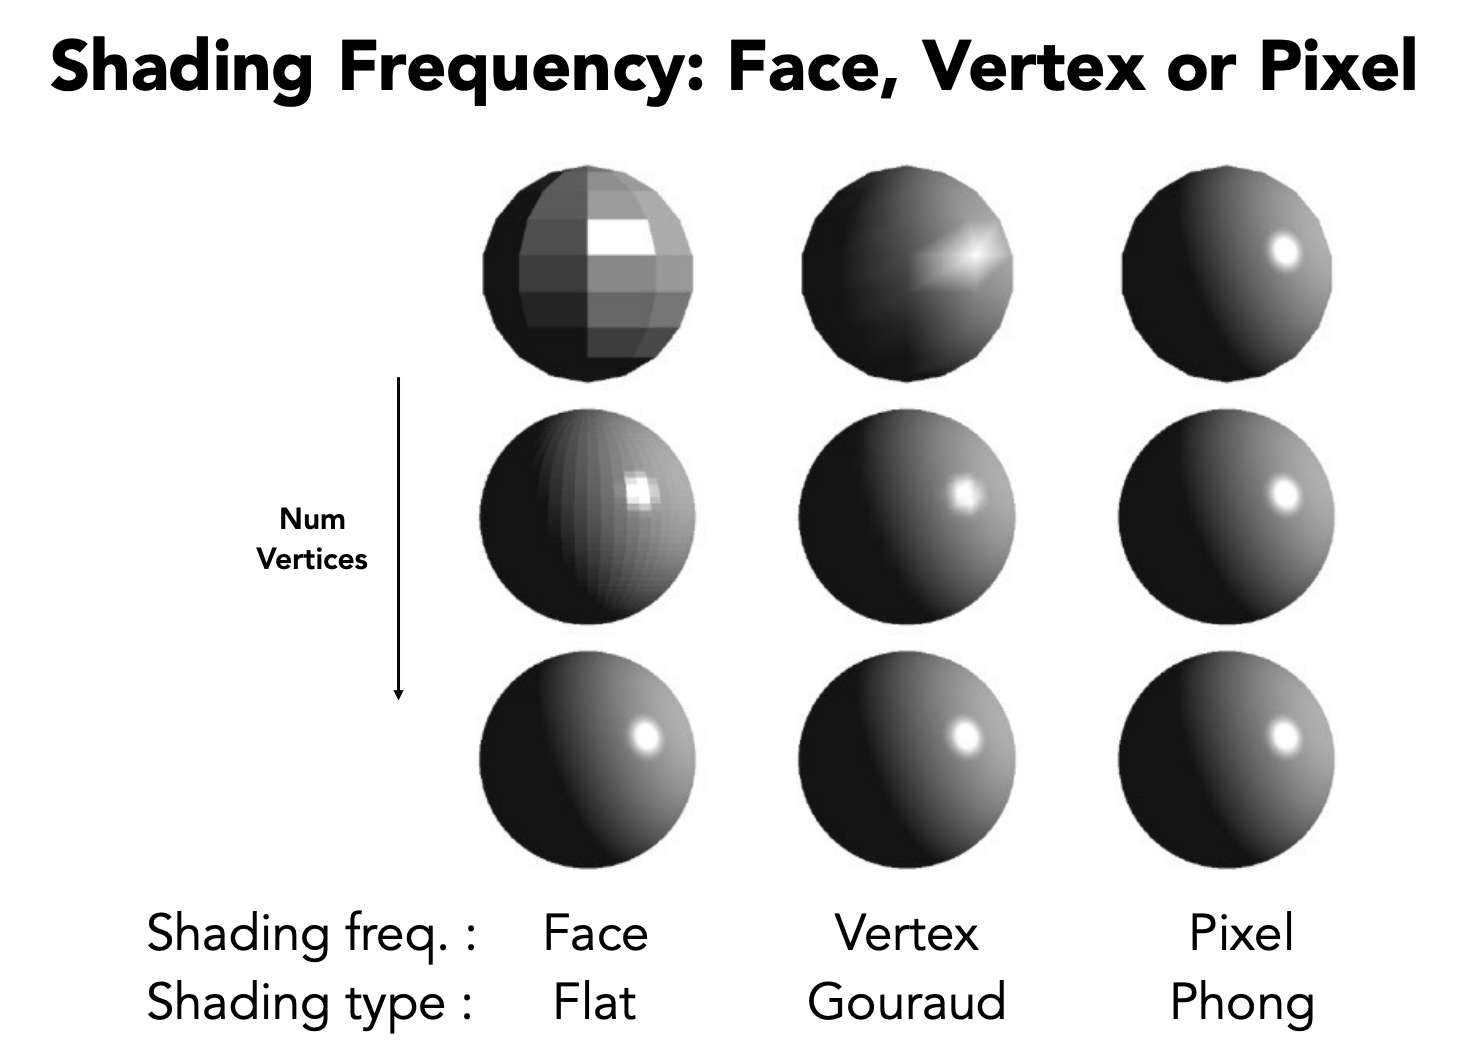 Shading Frequency: Face, Vertex or Pixel
Num
Vertices
Shading freq. : Face Vertex Pixel
Shading type : Flat Gouraud Phong